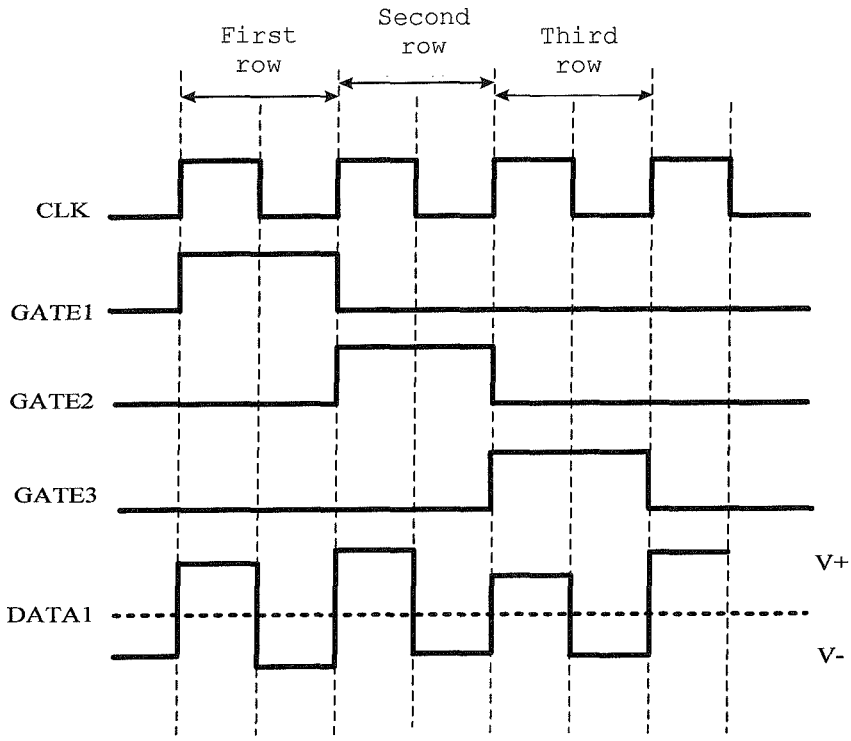 First
row
Second
row
Third
row
CLK
GATE1
GATE2
GATE3
DATA1
V+
V-